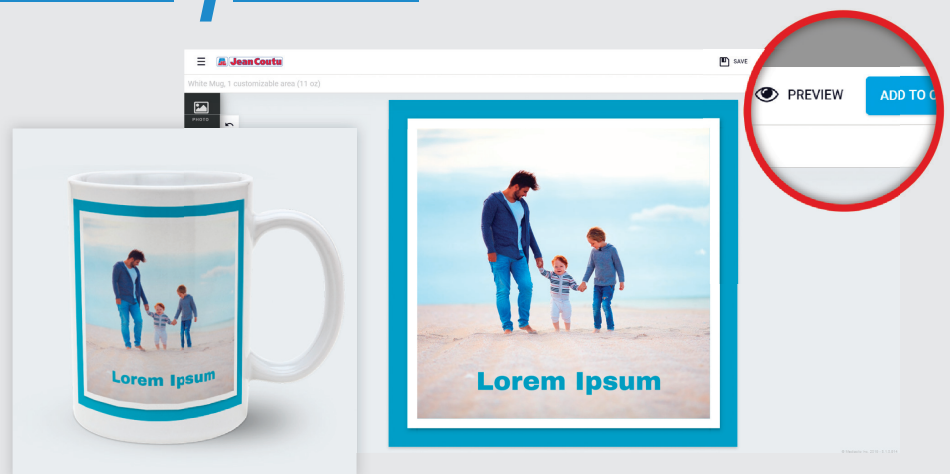 Jean Coutu
SAVE
PREVIEW
ADD TO C
White Mug, 1 customizable area (11 oz)
PHOTO
Lorem Ipsum
Lorem Ipsum